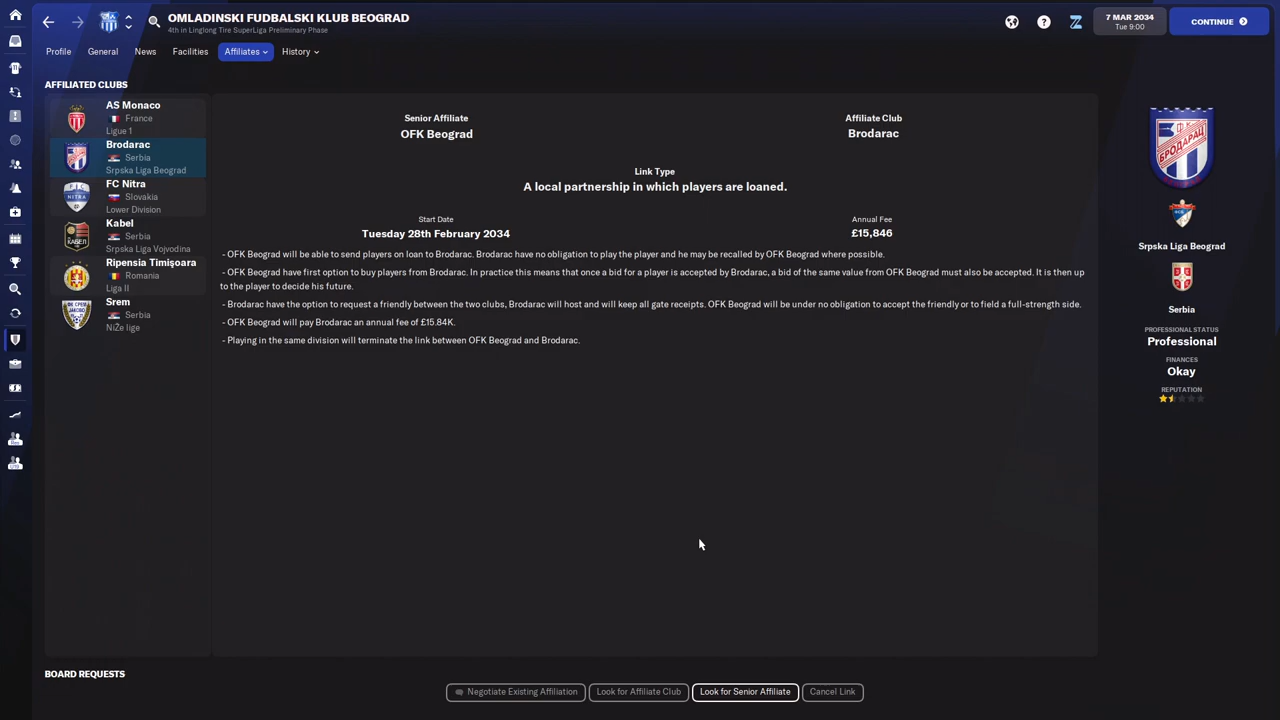 OMLADINSKI FUDBALSKI KLUB BEOGRAD
4th in Linglong Tire SuperLiga Preliminary Phase
7 MAR 2034
Tue 9:00
CONTINUE
Profile
General
News
Facilities
Affiliates
History
AFFILIATED CLUBS
AS Monaco
France
Ligue 1
Brodarac
Serbia
Srpska Liga Beograd
FC Nitra
Slovakia
Lower Division
Kabel
Serbia
Srpska Liga Vojvodina
Ripensia Timişoara
Romania
Liga II
Srem
Serbia
NiŽe lige
Senior Affiliate
OFK Beograd
Affiliate Club
Brodarac
Link Type
A local partnership in which players are loaned.
Start Date
Tuesday 28th February 2034
Annual Fee
£15,846
- OFK Beograd will be able to send players on loan to Brodarac. Brodarac have no obligation to play the player and he may be recalled by OFK Beograd where possible.
- OFK Beograd have first option to buy players from Brodarac. In practice this means that once a bid for a player is accepted by Brodarac, a bid of the same value from OFK Beograd must also be accepted. It is then up
to the player to decide his future.
- Brodarac have the option to request a friendly between the two clubs, Brodarac will host and will keep all gate receipts. OFK Beograd will be under no obligation to accept the friendly or to field a full-strength side.
- OFK Beograd will pay Brodarac an annual fee of £15.84K.
- Playing in the same division will terminate the link between OFK Beograd and Brodarac.
БРОДАРАЦ
Srpska Liga Beograd
Serbia
PROFESSIONAL STATUS
Professional
FINANCES
Okay
REPUTATION
BOARD REQUESTS
Negotiate Existing Affiliation
Look for Affiliate Club
Look for Senior Affiliate
Cancel Link